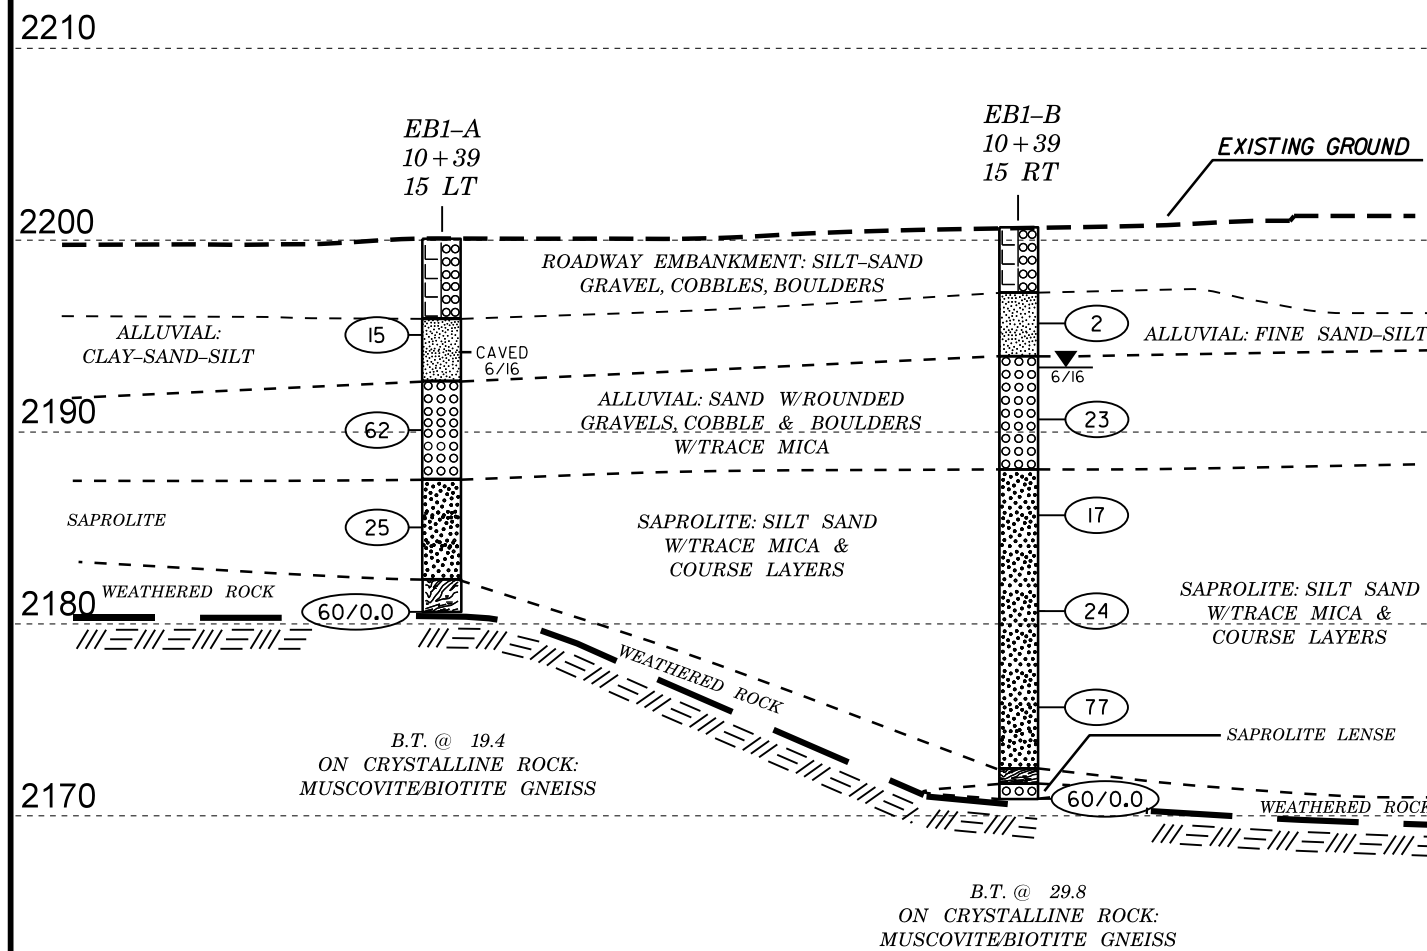 2210
EB1–A
10+39
15 LT
EB1–B
10+39
15 RT
EXISTING GROUND
2200
ROADWAY EMBANKMENT: SILT–SAND
GRAVEL, COBBLES, BOULDERS
ALLUVIAL:
CLAY–SAND–SILT
15
CAVED
6/16
2
ALLUVIAL: FINE SAND–SILT
6/16
2190
ALLUVIAL: SAND W/ROUNDED
GRAVELS, COBBLE & BOULDERS
W/TRACE MICA
62
23
SAPROLITE
25
SAPROLITE: SILT SAND
W/TRACE MICA &
COURSE LAYERS
17
2180
WEATHERED ROCK
60/0.0
24
SAPROLITE: SILT SAND
W/TRACE MICA &
COURSE LAYERS
WEATHERED ROCK
77
SAPROLITE LENSE
B.T. @ 19.4
ON CRYSTALLINE ROCK:
MUSCOVITE/BIOTITE GNEISS
2170
60/0.0
WEATHERED ROCK
B.T. @ 29.8
ON CRYSTALLINE ROCK:
MUSCOVITE/BIOTITE GNEISS